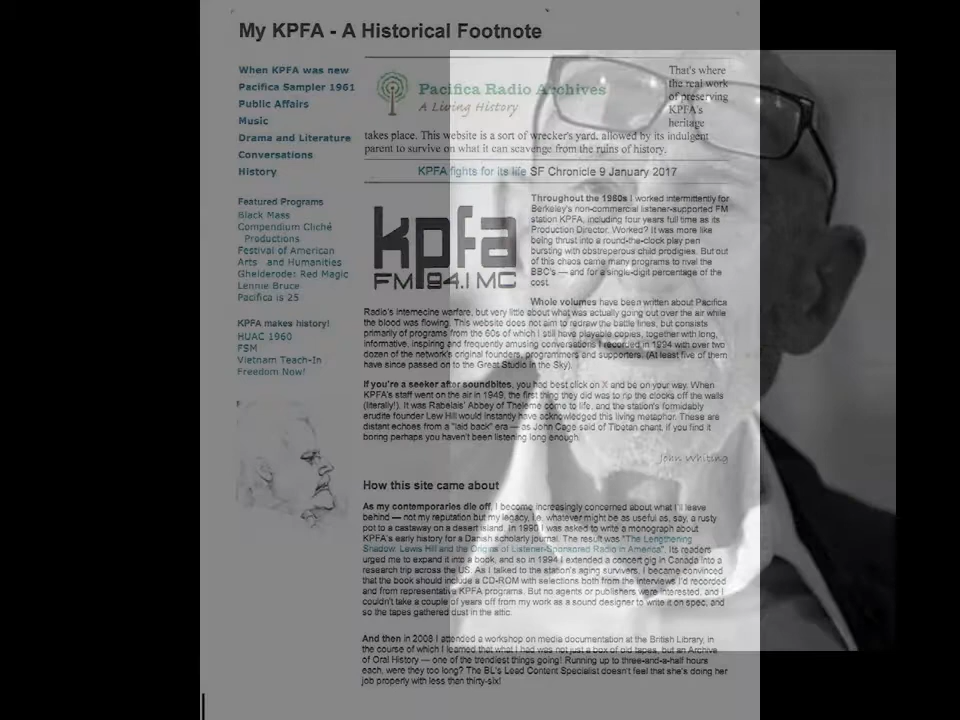 My KPFA - A Historical Footnote
When KPFA was new
Pacifica Sampler 1961
Public Affairs
Music
Drama and Literature
Conversations
History
Featured Programs
Black Mass
Compendium Cliché
Productions
Festival of American
Arts and Humanities
Ghelderode: Red Magic
Lennie Bruce
Pacifica is 25
KPFA makes history!
HUAC 1960
FSM
Vietnam Teach-In
Freedom Now!
Pacifica Radio Archives
A Living History
That's where
the real work
of preserving
KPFA's
heritage
takes place. This website is a sort of wrecker's yard, allowed by its indulgent
parent to survive on what it can scavenge from the ruins of history.
KPFA fights for its life SF Chronicle 9 January 2017
kpfa
FM 94.1 MC
Throughout the 1960s I worked intermittently for
Berkeley's non-commercial listener-supported FM
station KPFA, including four years full time as its
Production Director. Worked? It was more like
being thrust into a round-the-clock play pen
bursting with obstreperous child prodigies. But out
of this chaos came many programs to rival the
BBC's — and for a single-digit percentage of the
cost.
Whole volumes have been written about Pacifica
Radio's internecine warfare, but very little about what was actually going out over the air while
the blood was flowing. This website does not aim to redraw the battle lines, but consists
primarily of programs from the 60s of which I still have playable copies, together with long,
informative, inspiring and frequently amusing conversations I recorded in 1994 with over two
dozen of the network's original founders, programmers and supporters. (At least five of them
have since passed on to the Great Studio in the Sky).
If you're a seeker after soundbites, you had best click on X and be on your way. When
KPFA's staff went on the air in 1949, the first thing they did was to rip the clocks off the walls
(literally!). It was Rabelais' Abbey of Theleme come to life, and the station's formidably
erudite founder Lew Hill would instantly have acknowledged this living metaphor. These are
distant echoes from a "laid back" era — as John Cage said of Tibetan chant, if you find it
boring perhaps you haven't been listening long enough.
John Whiting
How this site came about
As my contemporaries die off, I become increasingly concerned about what I'll leave
behind — not my reputation but my legacy, i.e. whatever might be as useful as, say, a rusty
pot to a castaway on a desert island. In 1990 I was asked to write a monograph about
KPFA's early history for a Danish scholarly journal. The result was "The Lengthening
Shadow: Lewis Hill and the Origins of Listener-Sponsored Radio in America". Its readers
urged me to expand it into a book, and so in 1994 I extended a concert gig in Canada into a
research trip across the US. As I talked to the station's aging survivors, I became convinced
that the book should include a CD-ROM with selections both from the interviews I'd recorded
and from representative KPFA programs. But no agents or publishers were interested, and I
couldn't take a couple of years off from my work as a sound designer to write it on spec, and
so the tapes gathered dust in the attic.
And then in 2008 I attended a workshop on media documentation at the British Library, in
the course of which I learned that what I had was not just a box of old tapes, but an Archive
of Oral History — one of the trendiest things going! Running up to three-and-a-half hours
each, were they too long? The BL's Lead Content Specialist doesn't feel that she's doing her
job properly with less than thirty-six!